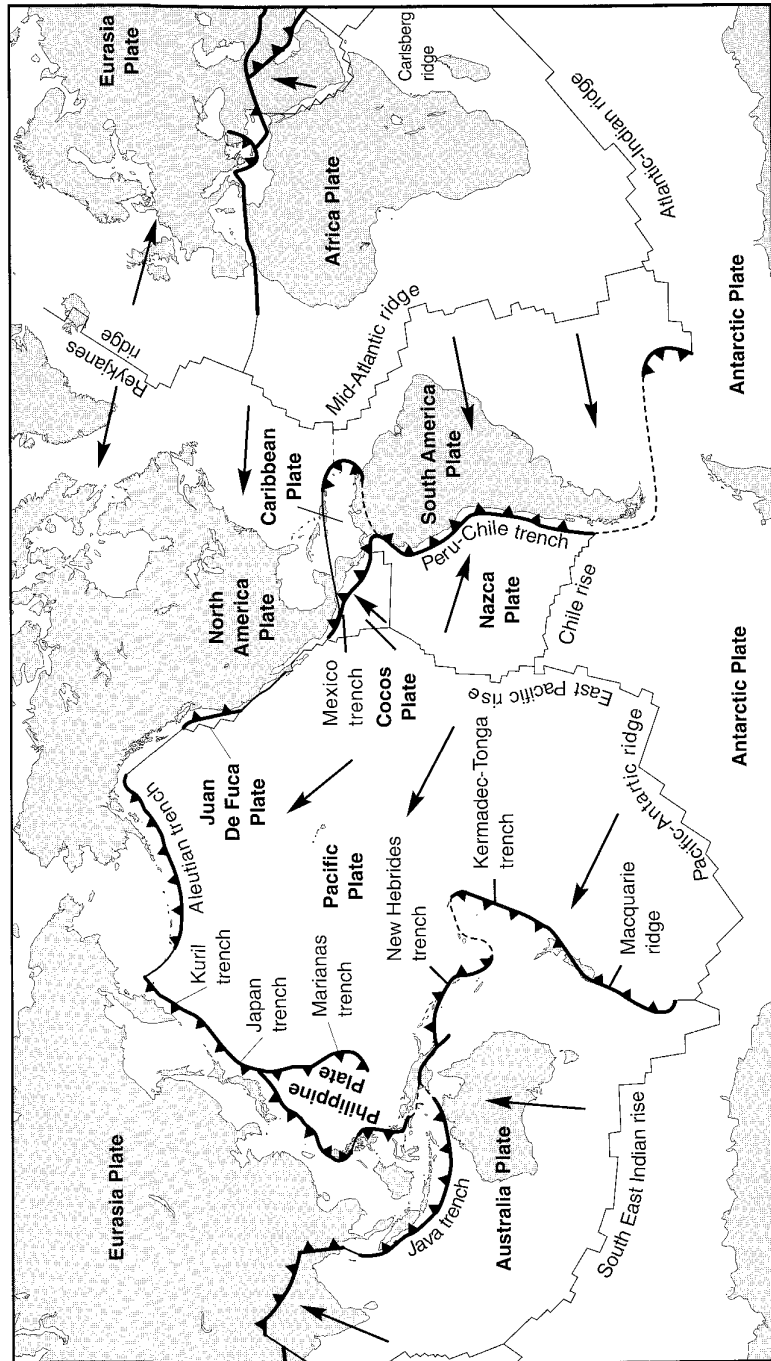 Eurasia Plate
Kuril
trench
Japan
trench
Marianas
trench
Philippine
Plate
Java trench
Australia Plate
South East Indian rise
Aleutian trench
Juan
De Fuca
Plate
Pacific
Plate
New Hebrides
trench
Kermadec-Tonga
trench
Macquarie
ridge
Pacific-Antartic ridge
Antarctic Plate
North
America
Plate
Mexico
trench
Cocos
Plate
East Pacific rise
Caribbean
Plate
South America
Plate
Peru-Chile trench
Nazca
Plate
Chile rise
Reykjanes
ridge
Mid-Atlantic ridge
Antarctic Plate
Eurasia
Plate
Africa Plate
Carlsberg
ridge
Atlantic-Indian ridge